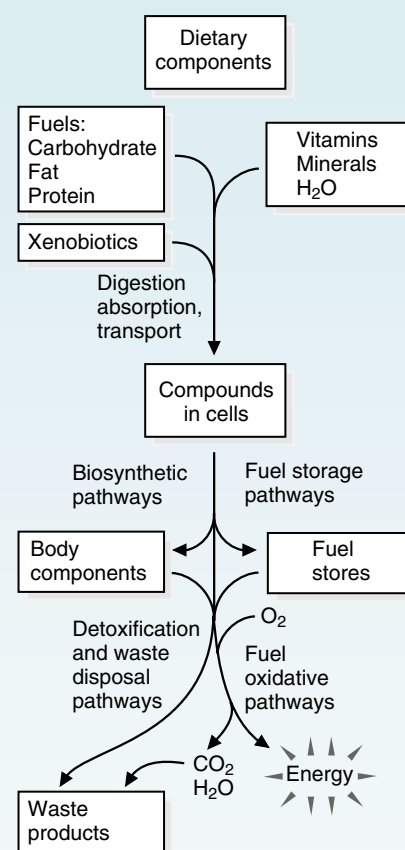 Dietary
components
Fuels:
Carbohydrate
Fat
Protein
Vitamins
Minerals
H₂O
Xenobiotics
Digestion
absorption,
transport
Compounds
in cells
Biosynthetic
pathways
Fuel storage
pathways
Body
components
Fuel
stores
O₂
Detoxification
and waste
disposal
pathways
Fuel
oxidative
pathways
CO₂
H₂O
Energy
Waste
products